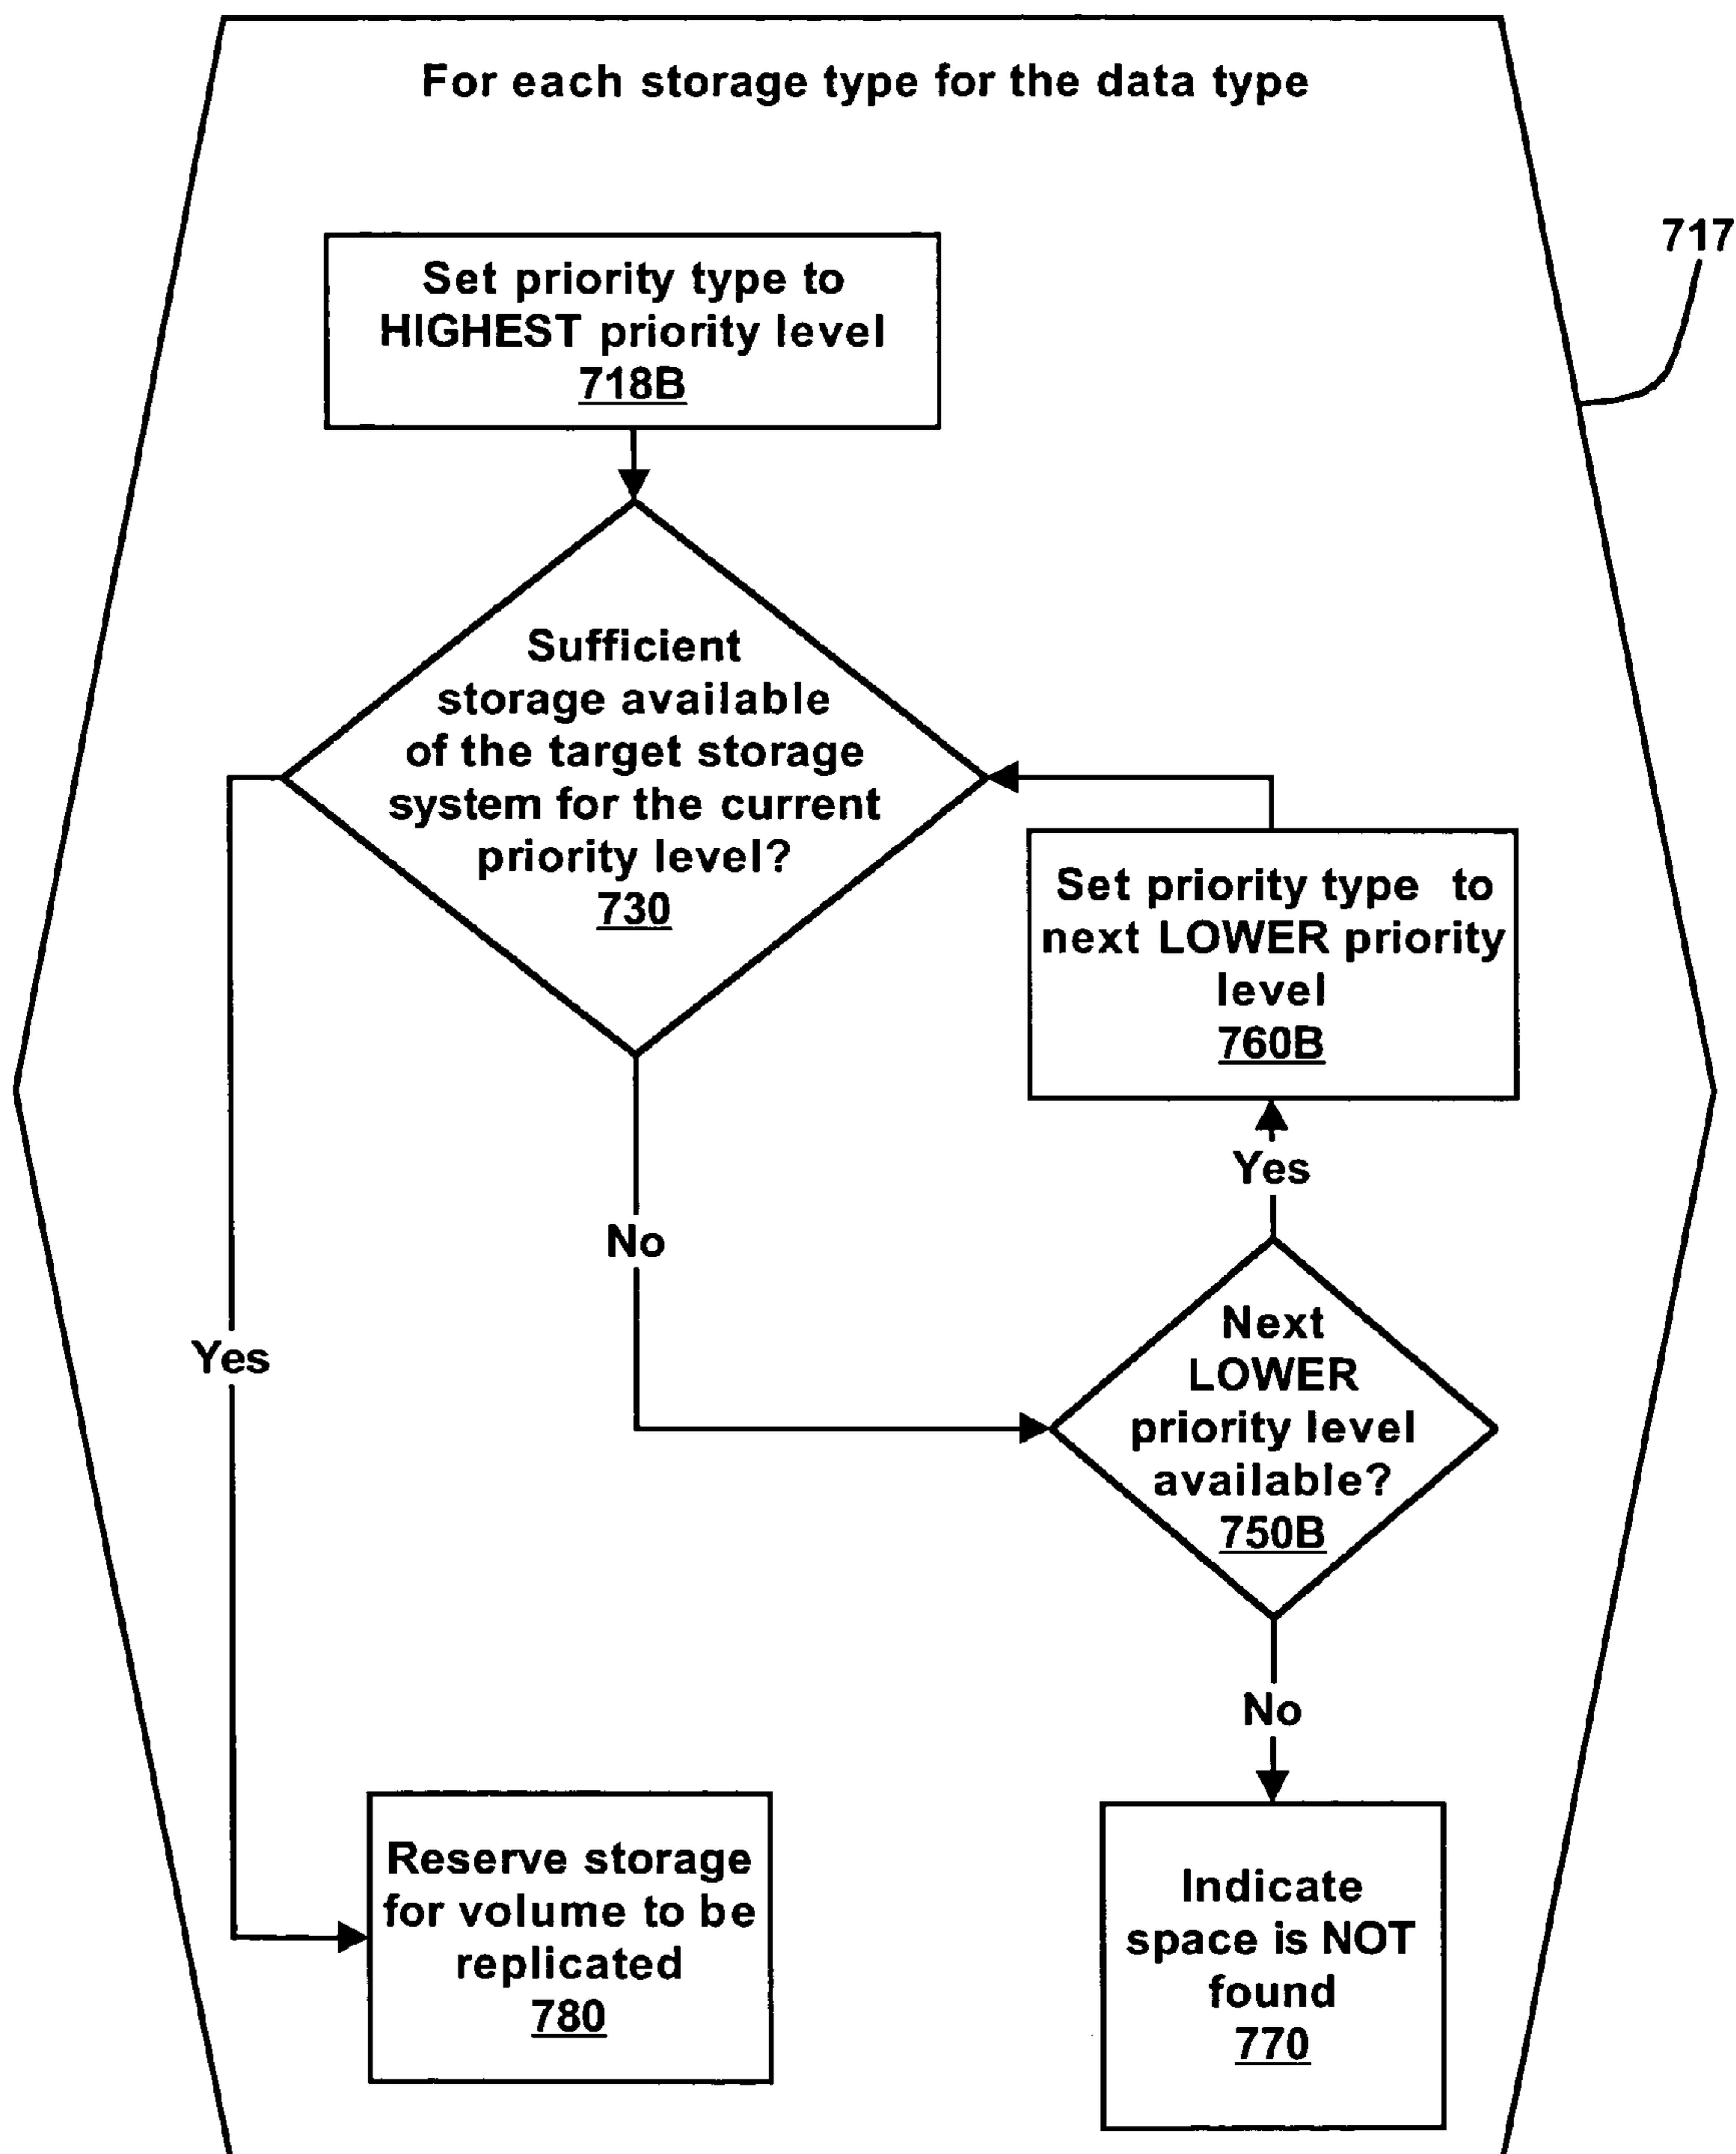 For each storage type for the data type
717
Set priority type to
HIGHEST priority level
718B
Sufficient
storage available
of the target storage
system for the current
priority level?
730
Set priority type to
next LOWER priority
level
760B
Yes
No
Next
LOWER
priority level
available?
750B
Yes
No
Reserve storage
for volume to be
replicated
780
Indicate
space is NOT
found
770